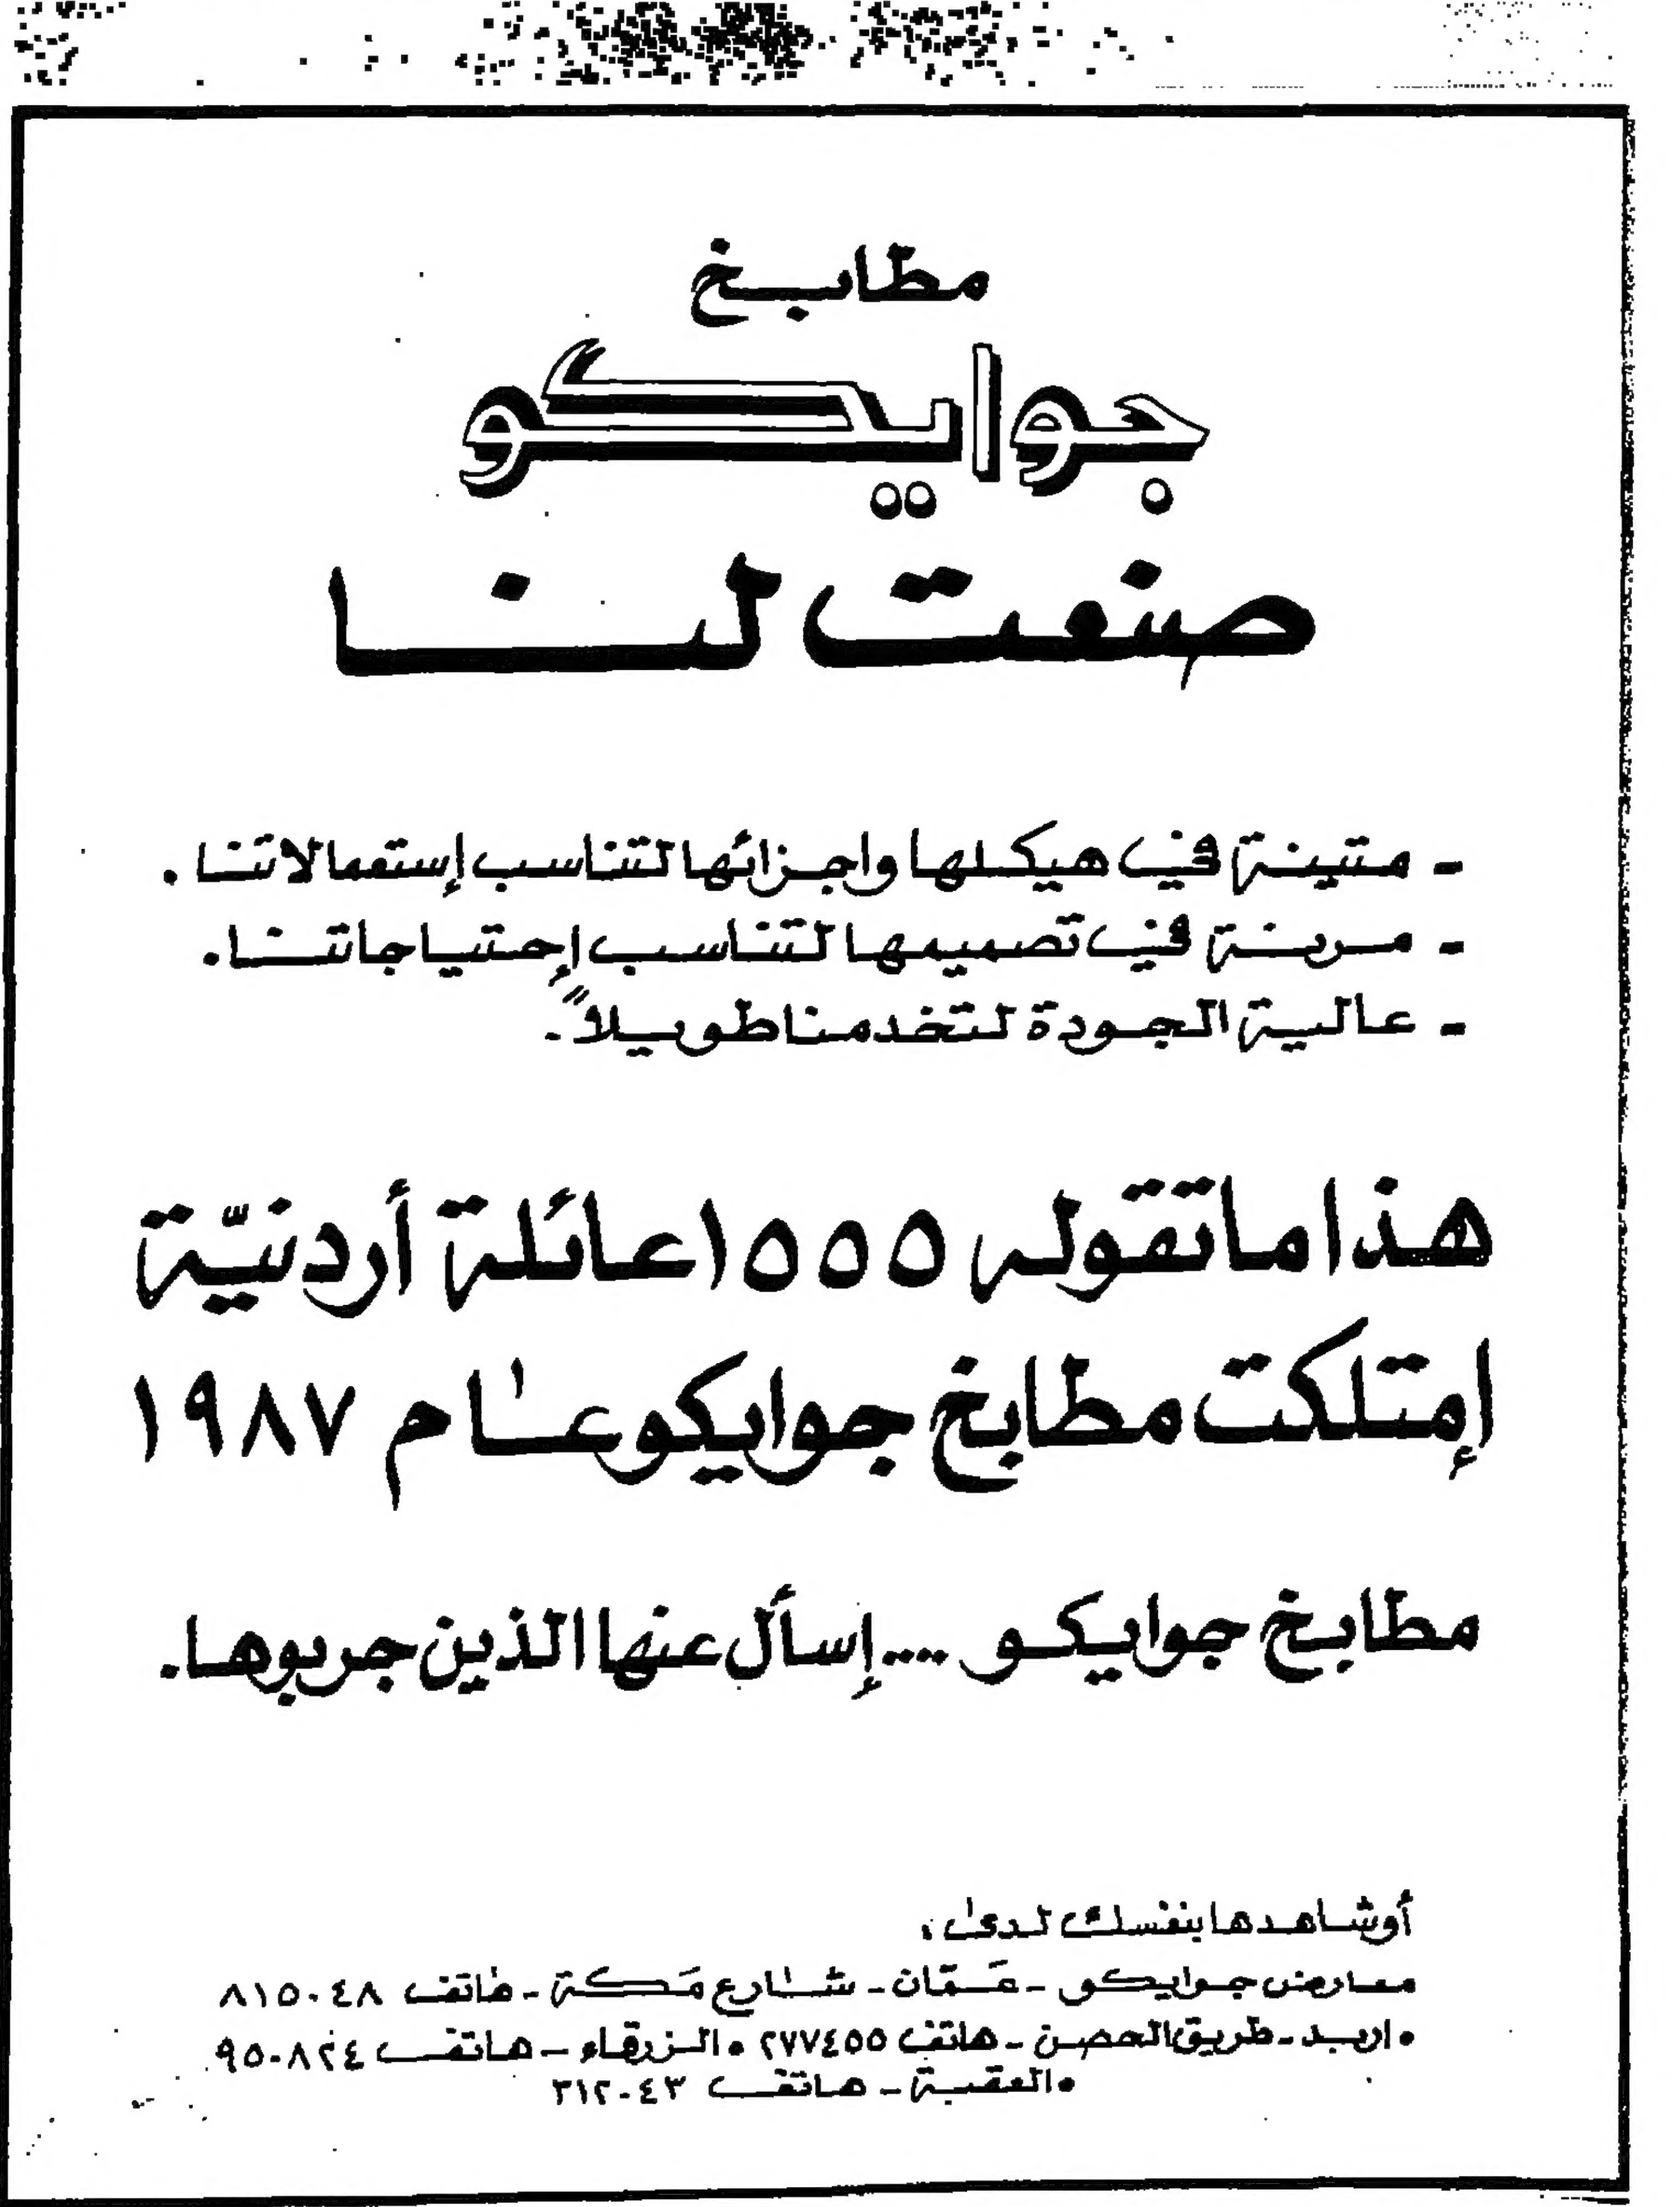 مطابخ
جوايكو
صنعت لنا
- متينة في هيكلها واجزائها لتناسب إستعمالاتنا.
- مرنة في تصميمها لتناسب إحتياجاتنا.
- عالية الجودة لتخدمنا طويلاً.
هذا ما تقوله ١٥٥٥ عائلة أردنيّة
إمتلكت مطابخ جوايكو عام ١٩٨٧
مطابخ جوايكو ....إسأل عنها الذين جربوها.
أو شاهدها بنفسك لدى:
معارض جوايكو - عَمّان - شارع مَكة - هاتف ٨١٥٠٤٨
• اربد - طريق الحصن - هاتف ٢٧٧٤٥٥ • الزرقاء - هاتف ٩٥٠٨٢٤
• العقبة - هاتف ٣١٢٠٤٣